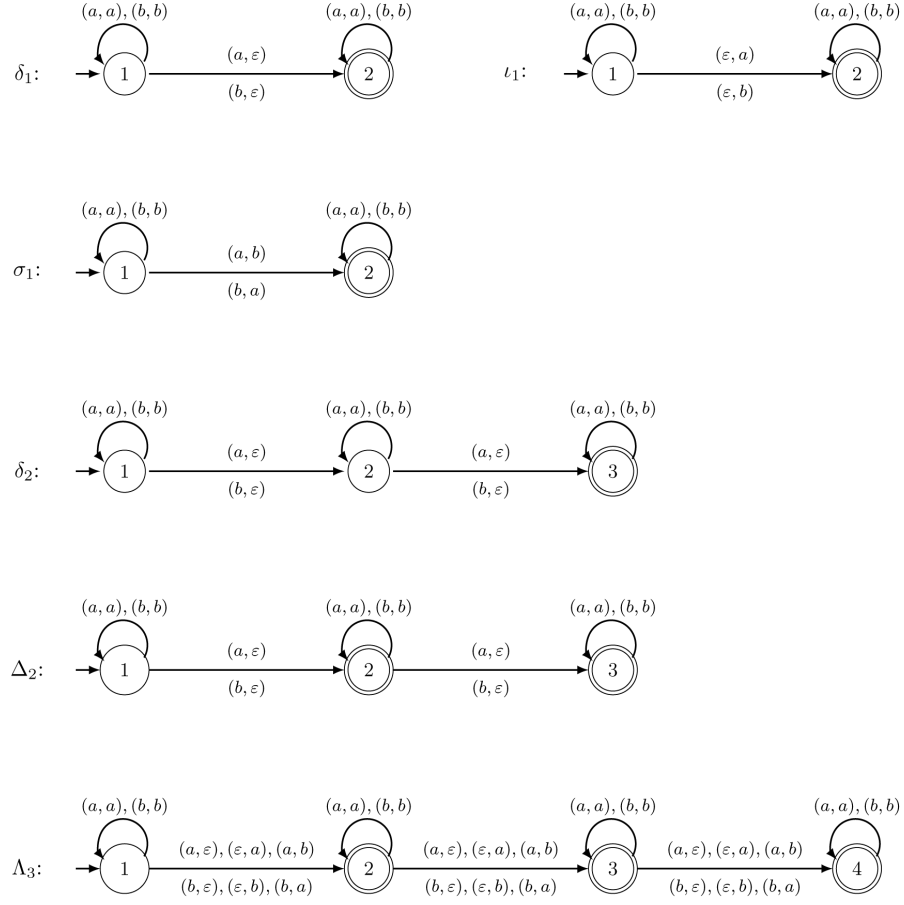 (a, a), (b, b) (a, a), (b, b) (a, a), (b, b) (a, a), (b, b)
(a, ε) (ε, a)
δ₁: 1 2 ι₁: 1 2
(b, ε) (ε, b)
(a, a), (b, b) (a, a), (b, b)
(a, b)
σ₁: 1 2
(b, a)
(a, a), (b, b) (a, a), (b, b) (a, a), (b, b)
(a, ε) (a, ε)
δ₂: 1 2 3
(b, ε) (b, ε)
(a, a), (b, b) (a, a), (b, b) (a, a), (b, b)
(a, ε) (a, ε)
Δ₂: 1 2 3
(b, ε) (b, ε)
(a, a), (b, b) (a, a), (b, b) (a, a), (b, b) (a, a), (b, b)
(a, ε), (ε, a), (a, b) (a, ε), (ε, a), (a, b) (a, ε), (ε, a), (a, b)
Λ₃: 1 2 3 4
(b, ε), (ε, b), (b, a) (b, ε), (ε, b), (b, a) (b, ε), (ε, b), (b, a)